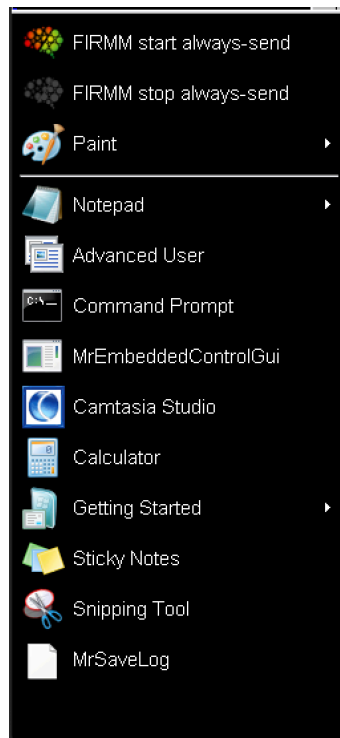 FIRMM start always-send
FIRMM stop always-send
Paint
Notepad
Advanced User
Command Prompt
MrEmbeddedControlGui
Camtasia Studio
Calculator
Getting Started
Sticky Notes
Snipping Tool
MrSaveLog